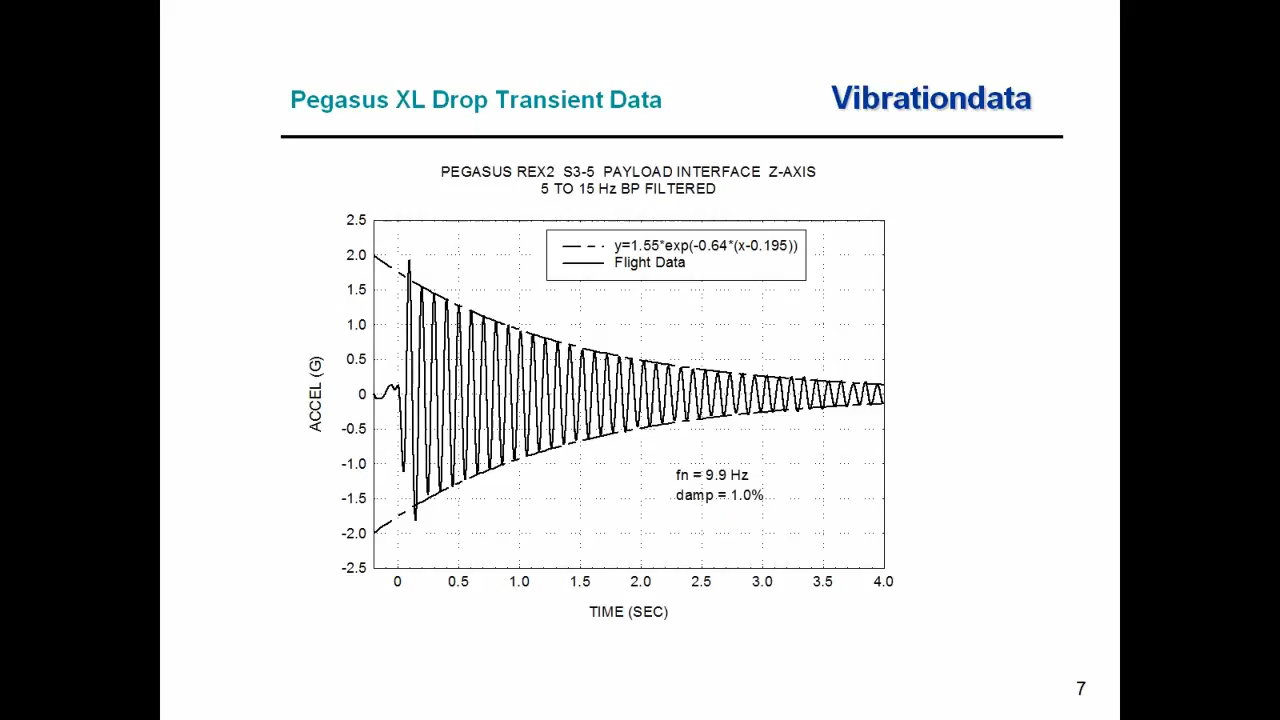 Pegasus XL Drop Transient Data
Vibrationdata
PEGASUS REX2 S3-5 PAYLOAD INTERFACE Z-AXIS
5 TO 15 Hz BP FILTERED
y=1.55*exp(-0.64*(x-0.195))
Flight Data
2.5
2.0
1.5
1.0
0.5
0
-0.5
-1.0
-1.5
-2.0
-2.5
ACCEL (G)
fn = 9.9 Hz
damp = 1.0%
0 0.5 1.0 1.5 2.0 2.5 3.0 3.5 4.0
TIME (SEC)
7